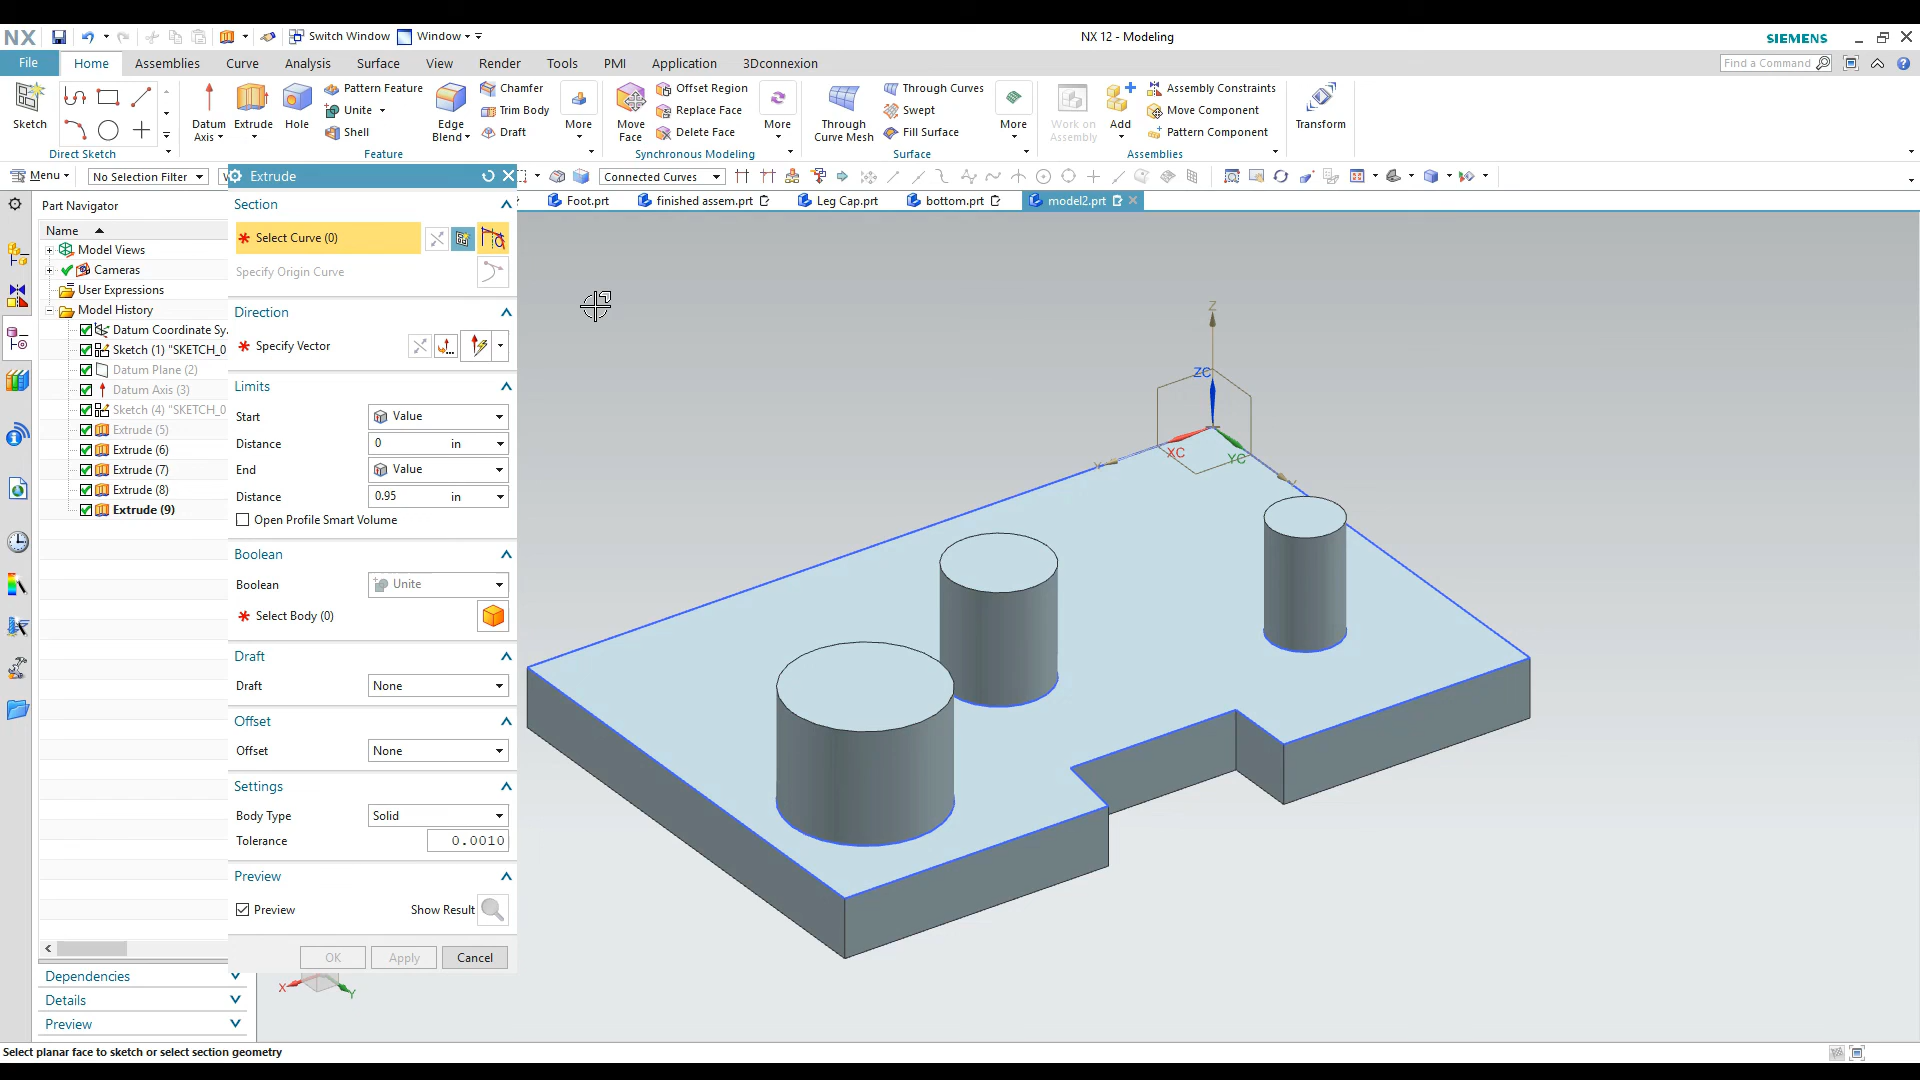 NX Switch Window Window NX 12 - Modeling SIEMENS
File Home Assemblies Curve Analysis Surface View Render Tools PMI Application 3Dconnexion Find a Command
Sketch
Direct Sketch
Datum Axis Extrude Hole
Pattern Feature
Unite
Shell
Edge Blend
Chamfer
Trim Body
Draft
More
Feature
Move Face
Offset Region
Replace Face
Delete Face
More
Synchronous Modeling
Through Curve Mesh
Through Curves
Swept
Fill Surface
More
Surface
Work on Assembly
Add
Assembly Constraints
Move Component
Pattern Component
Assemblies
Transform
Menu No Selection Filter Connected Curves
Foot.prt finished assem.prt Leg Cap.prt bottom.prt model2.prt
Part Navigator
Name
Model Views
Cameras
User Expressions
Model History
Datum Coordinate Sy.
Sketch (1) "SKETCH_0
Datum Plane (2)
Datum Axis (3)
Sketch (4) "SKETCH_0
Extrude (5)
Extrude (6)
Extrude (7)
Extrude (8)
Extrude (9)
Dependencies
Details
Preview
Extrude
Section
Select Curve (0)
Specify Origin Curve
Direction
Specify Vector
Limits
Start Value
Distance 0 in
End Value
Distance 0.95 in
Open Profile Smart Volume
Boolean
Boolean Unite
Select Body (0)
Draft
Draft None
Offset
Offset None
Settings
Body Type Solid
Tolerance 0.0010
Preview
Preview Show Result
OK Apply Cancel
Z
ZC
XC YC
X Y
Select planar face to sketch or select section geometry